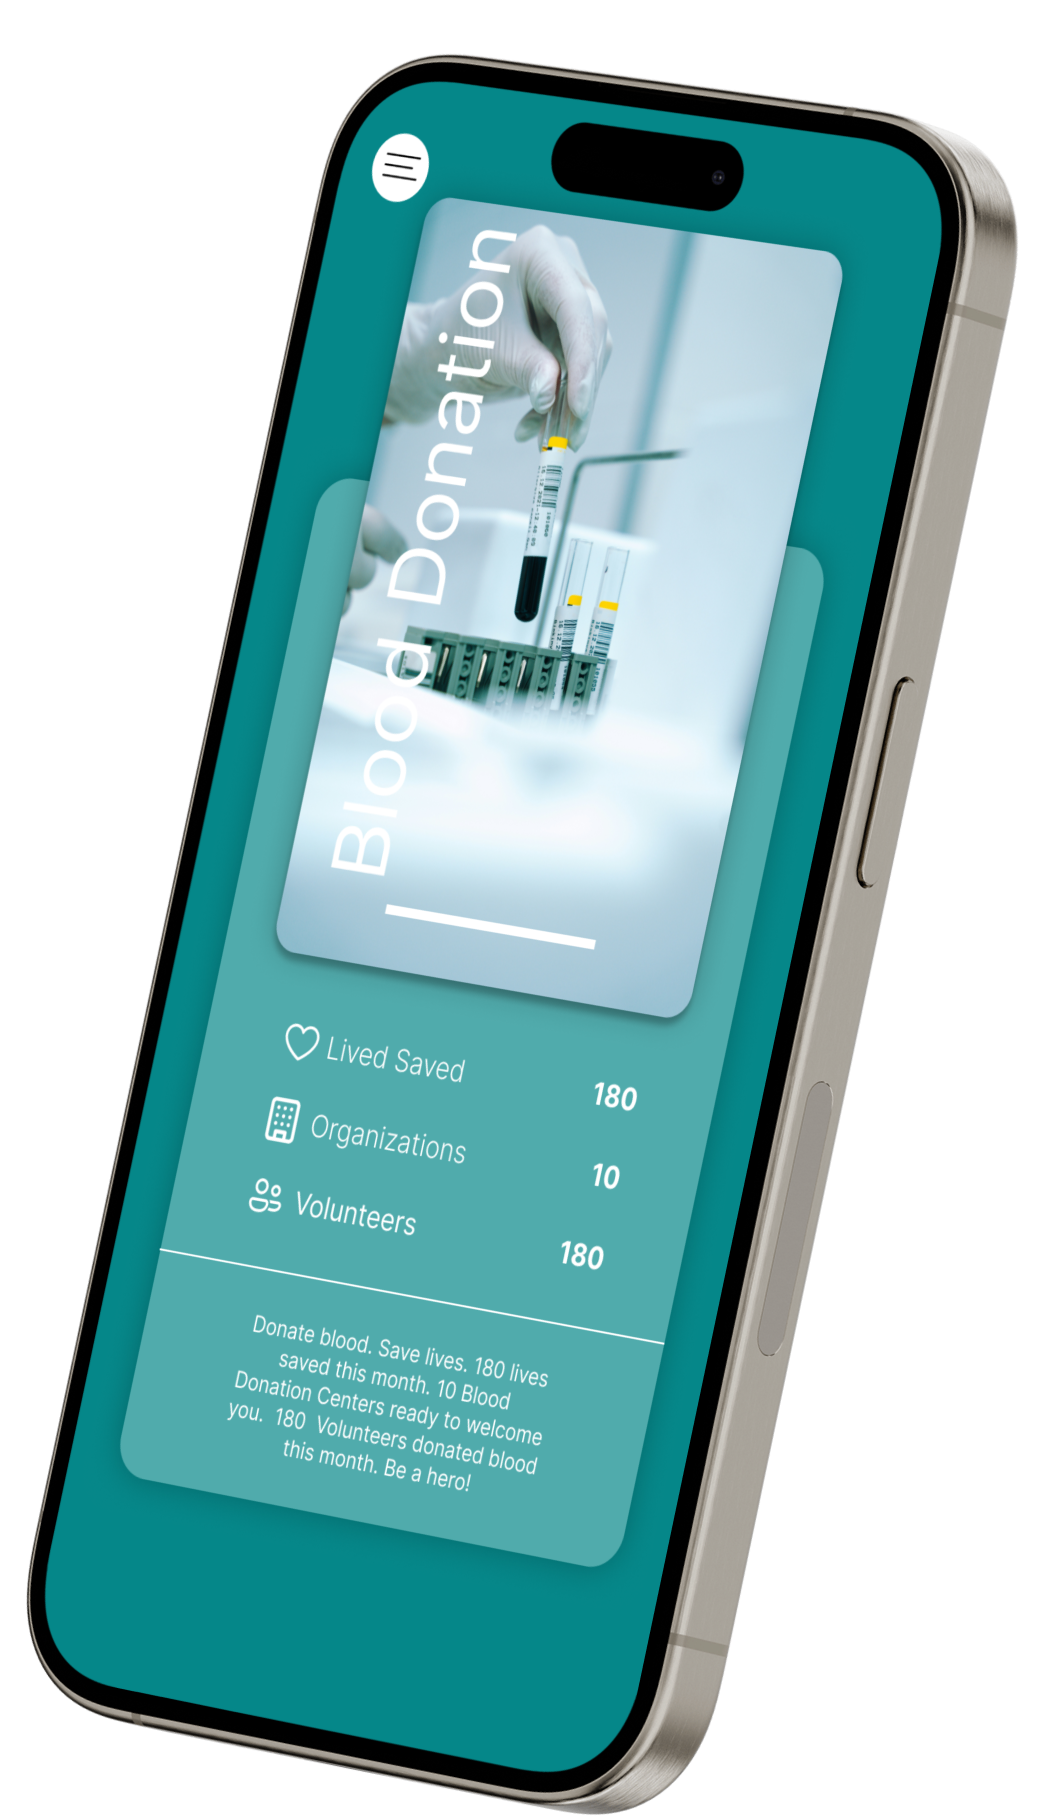 Blood Donation
Lived Saved
180
Organizations
10
Volunteers
180
Donate blood. Save lives. 180 lives
saved this month. 10 Blood
Donation Centers ready to welcome
you. 180 Volunteers donated blood
this month. Be a hero!